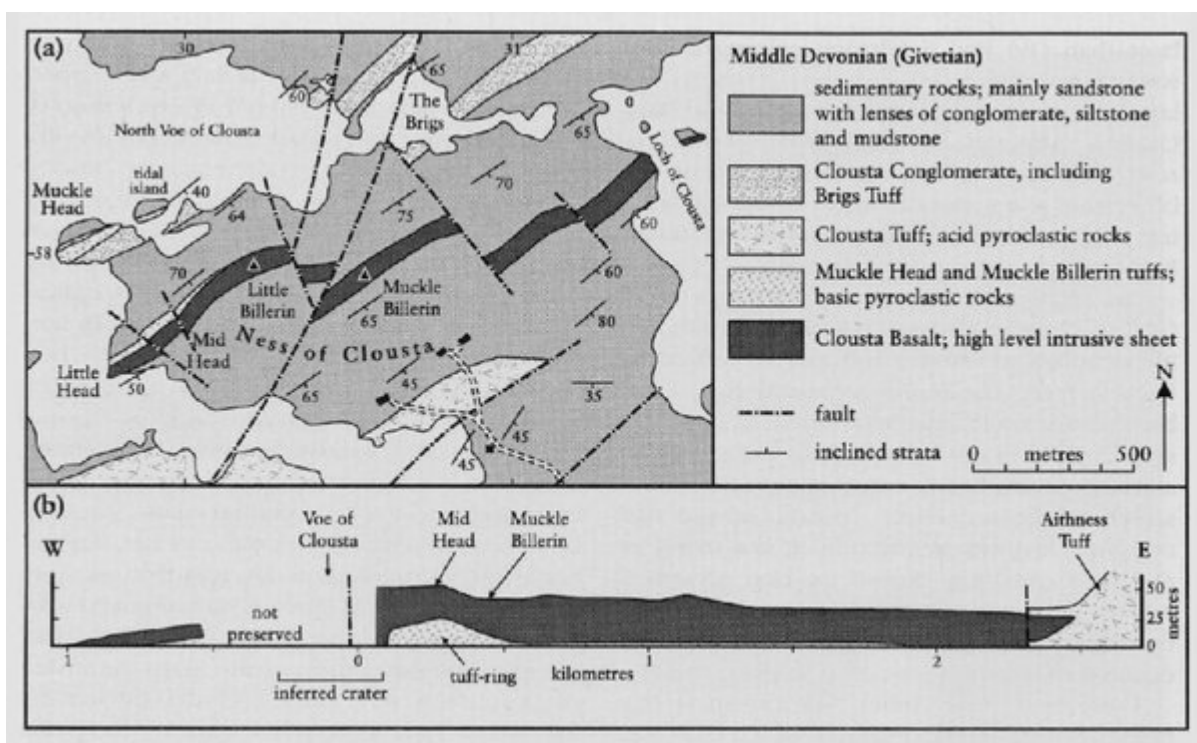 (a)
30
31
65
60
The
Brigs
North Voe of Clousta
65
Loch of Clousta
tidal
island
40
64
Muckle
Head
70
75
60
58
70
Little
Billerin
Muckle
Billerin
65
60
80
Mid
Head
Ness of Clousta
Little
Head
50
65
45
35
45
45
Middle Devonian (Givetian)
sedimentary rocks; mainly sandstone
with lenses of conglomerate, siltstone
and mudstone
Clousta Conglomerate, including
Brigs Tuff
Clousta Tuff; acid pyroclastic rocks
Muckle Head and Muckle Billerin tuffs;
basic pyroclastic rocks
Clousta Basalt; high level intrusive sheet
fault
inclined strata
N
0 metres 500
(b)
W
Voe of
Clousta
Mid
Head
Muckle
Billerin
Airthness
Tuff
E
not
preserved
50
25
0
metres
1 0 1 2
inferred crater
tuff-ring
kilometres